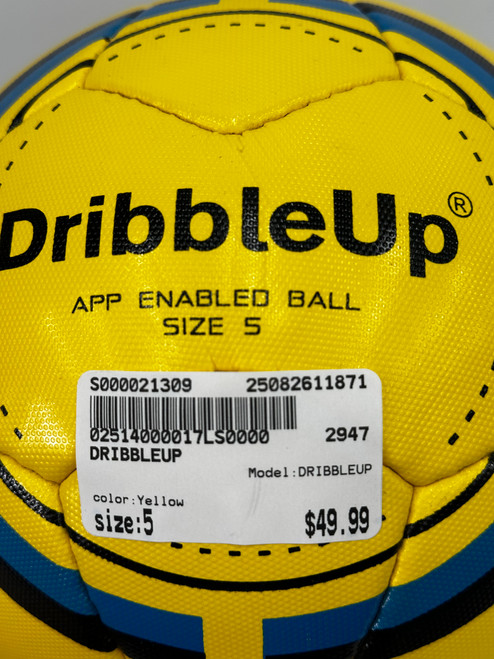 DribbleUp®
APP ENABLED BALL
SIZE 5
S000021309 25082611871
02514000017LS0000 2947
DRIBBLEUP
Model:DRIBBLEUP
color:Yellow
size:5 $49.99